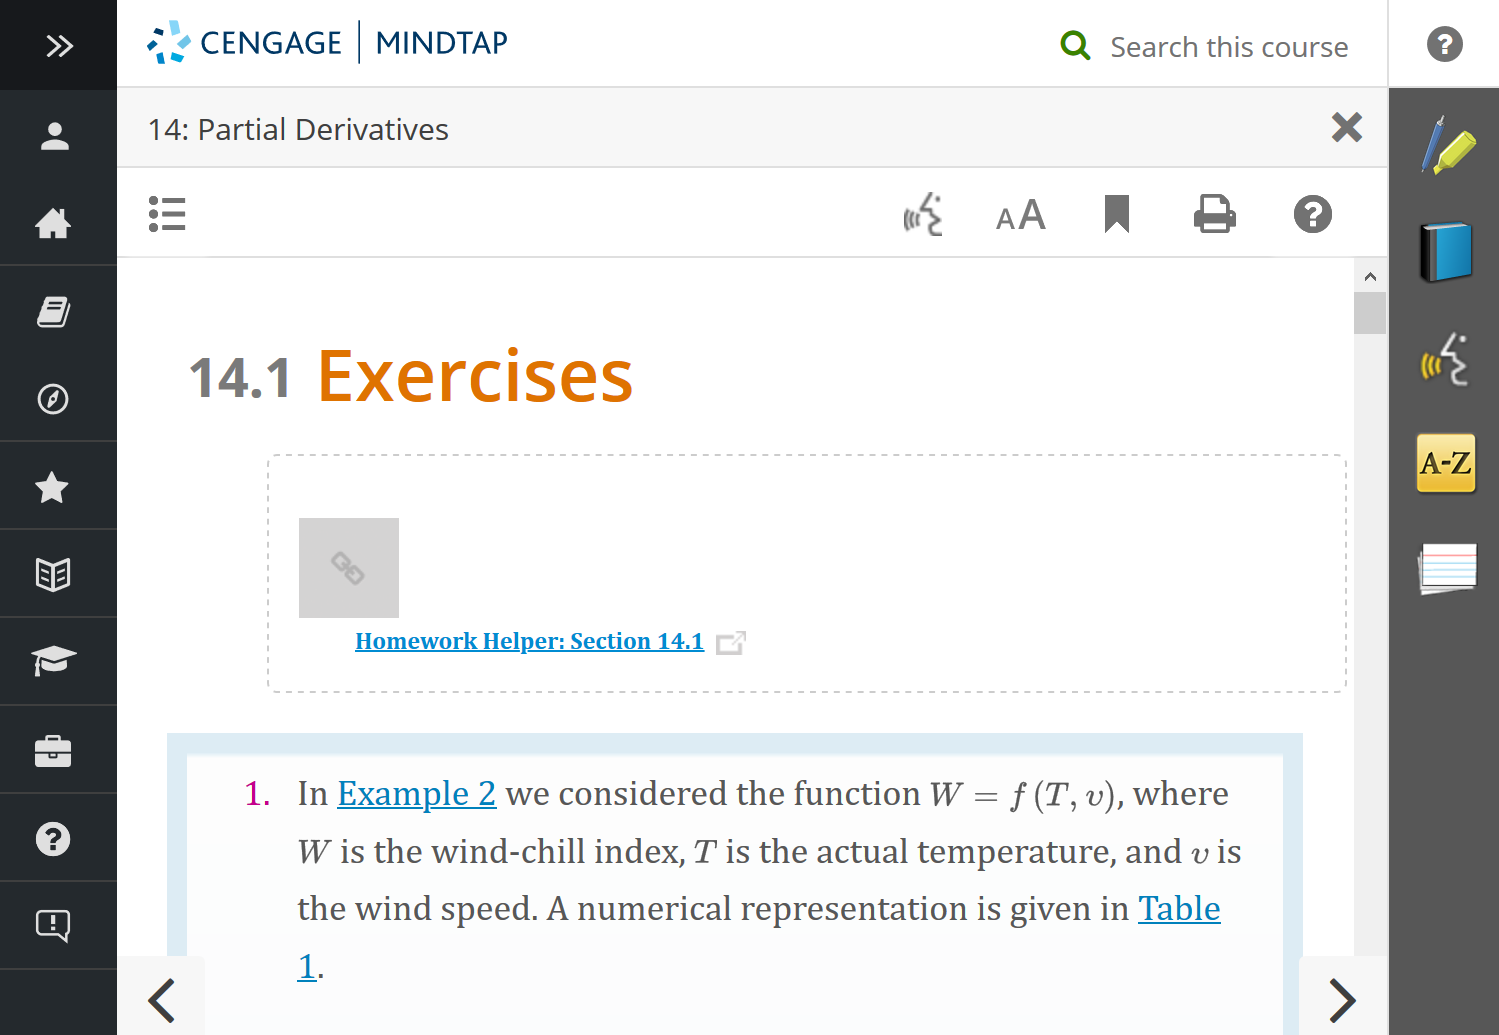 CENGAGE | MINDTAP
Search this course
14: Partial Derivatives
AA
14.1 Exercises
A-Z
Homework Helper: Section 14.1
1. In Example 2 we considered the function W = f (T, v), where
W is the wind-chill index, T is the actual temperature, and v is
the wind speed. A numerical representation is given in Table
1.